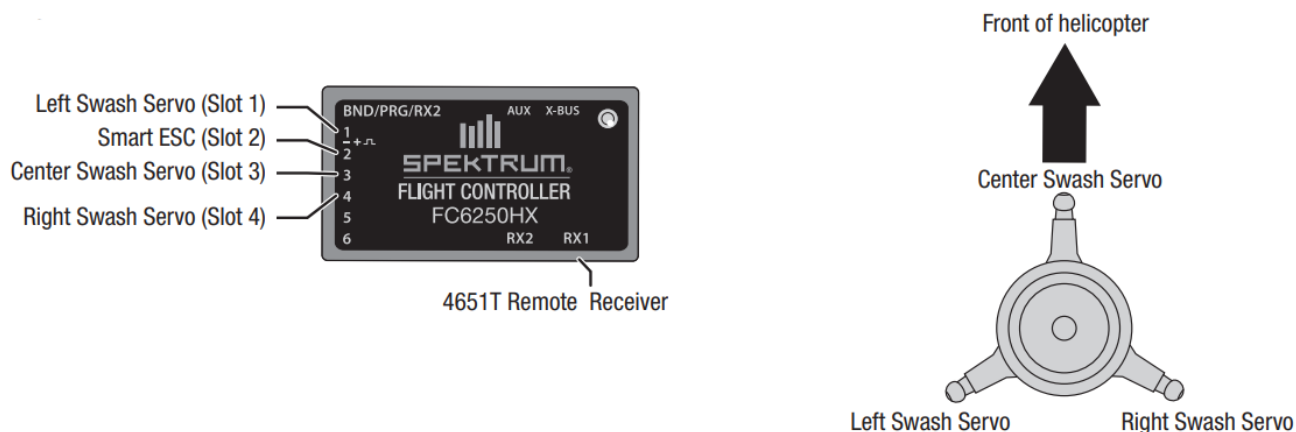 Front of helicopter
Left Swash Servo (Slot 1)
Smart ESC (Slot 2)
Center Swash Servo (Slot 3)
Right Swash Servo (Slot 4)
BND/PRG/RX2 AUX X-BUS
1
- + ⎍
2
3
4
5
6
SPEKTRUM®
FLIGHT CONTROLLER
FC6250HX
RX2 RX1
4651T Remote Receiver
Center Swash Servo
Left Swash Servo Right Swash Servo